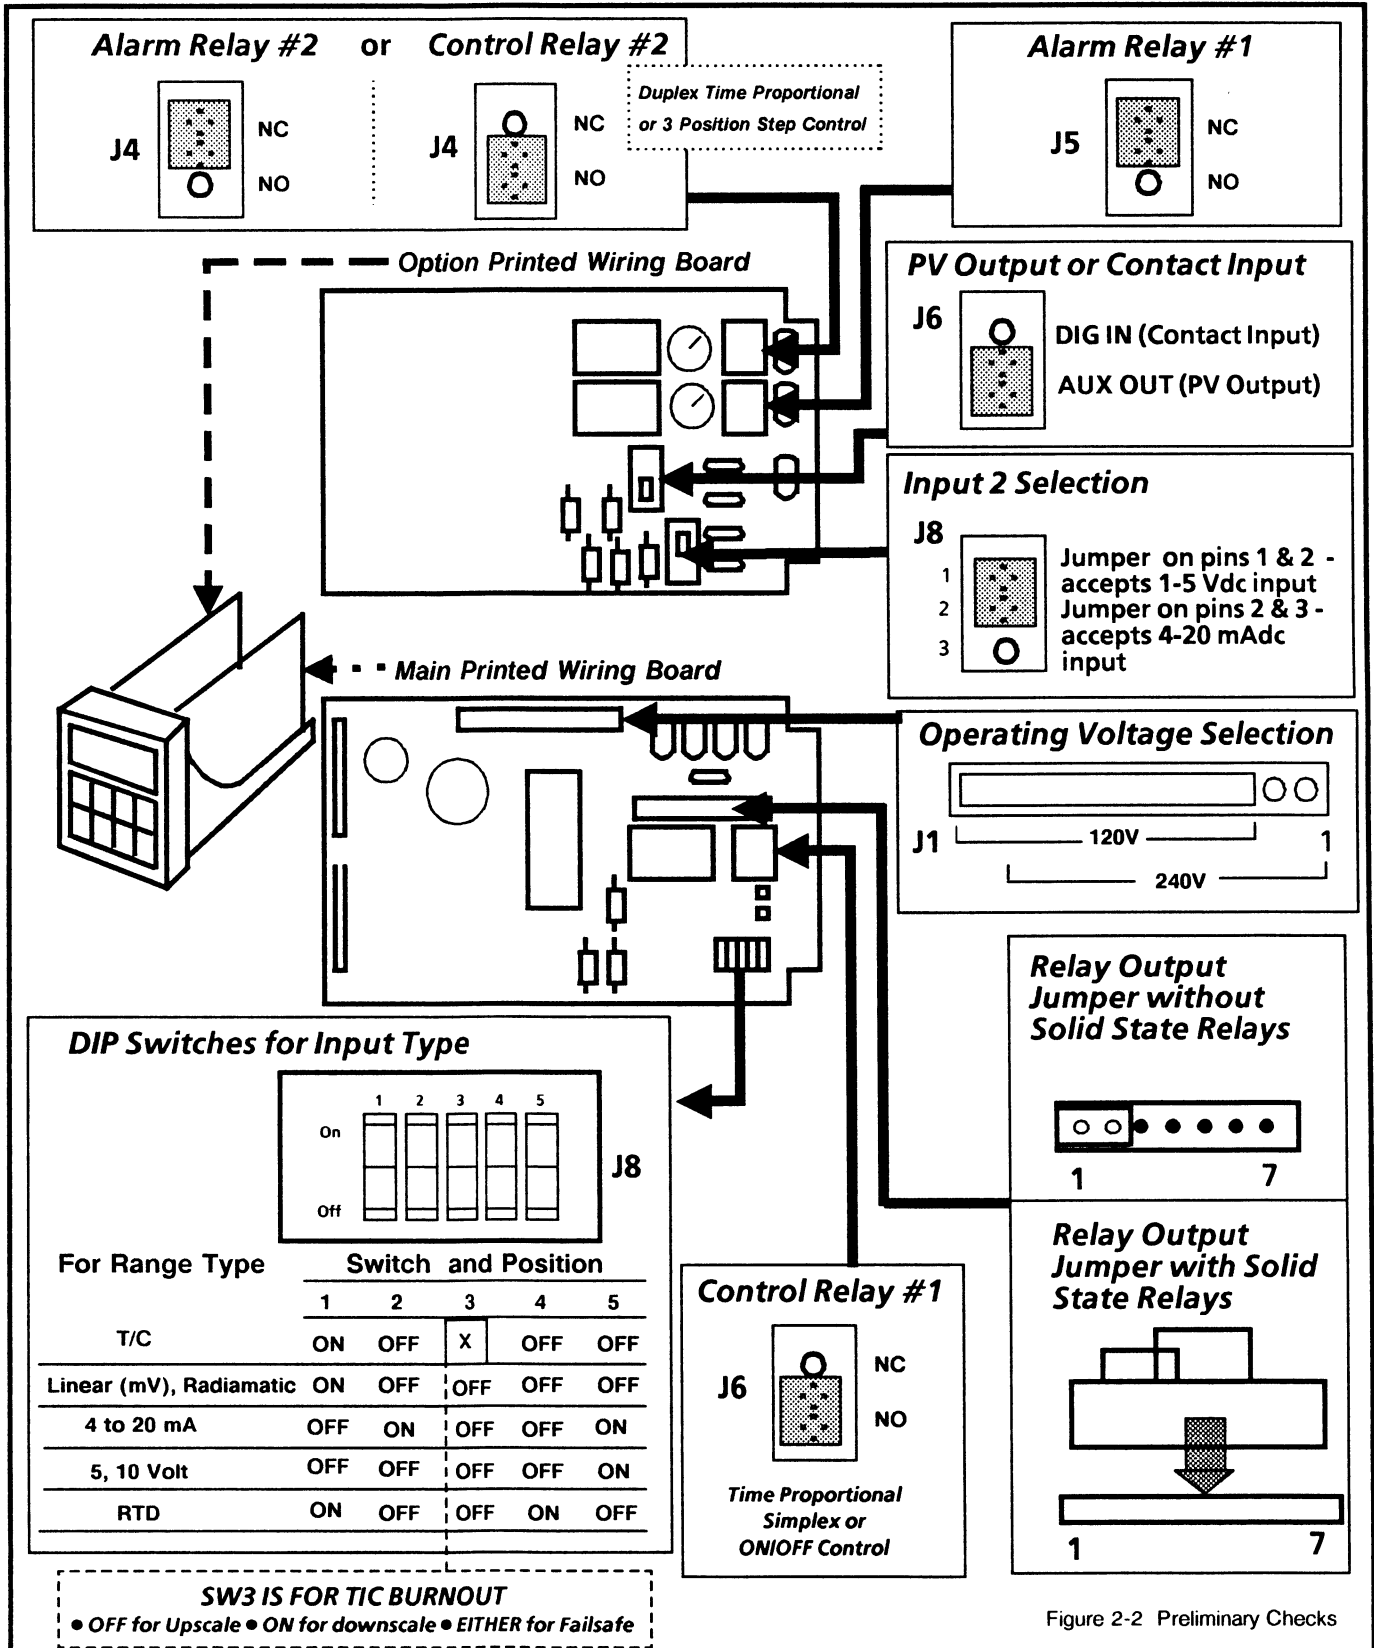 Alarm Relay #2 or Control Relay #2
Duplex Time Proportional
or 3 Position Step Control
J4
NC
NO
J4
NC
NO
Alarm Relay #1
J5
NC
NO
Option Printed Wiring Board
PV Output or Contact Input
J6
DIG IN (Contact Input)
AUX OUT (PV Output)
Input 2 Selection
J8
1
2
3
Jumper on pins 1 & 2 -
accepts 1-5 Vdc input
Jumper on pins 2 & 3 -
accepts 4-20 mAdc
input
Main Printed Wiring Board
Operating Voltage Selection
J1
120V
1
240V
Relay Output
Jumper without
Solid State Relays
1 7
Relay Output
Jumper with Solid
State Relays
1 7
DIP Switches for Input Type
1 2 3 4 5
On
Off
J8
For Range Type Switch and Position
1 2 3 4 5
T/C ON OFF X OFF OFF
Linear (mV), Radiamatic ON OFF OFF OFF OFF
4 to 20 mA OFF ON OFF OFF ON
5, 10 Volt OFF OFF OFF OFF ON
RTD ON OFF OFF ON OFF
SW3 IS FOR TIC BURNOUT
● OFF for Upscale ● ON for downscale ● EITHER for Failsafe
Control Relay #1
J6
NC
NO
Time Proportional
Simplex or
ONIOFF Control
Figure 2-2 Preliminary Checks